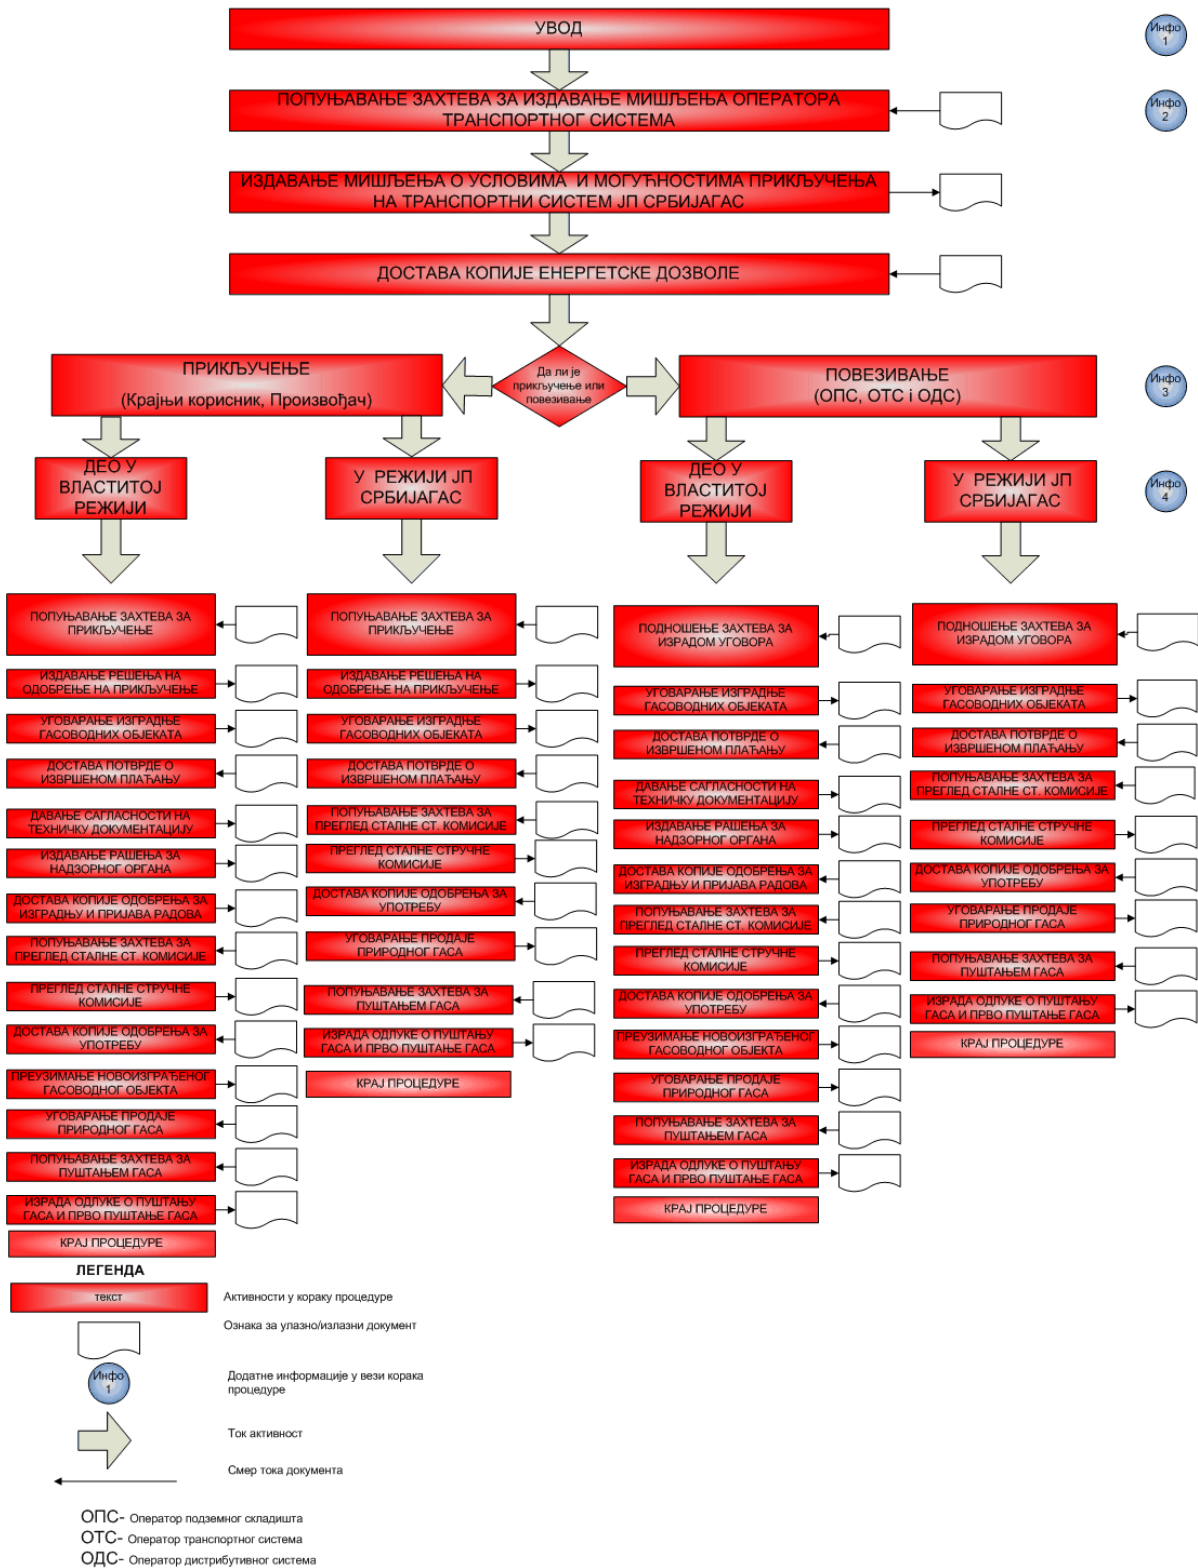 УВОД
Инфо
1
ПОПУЊАВАЊЕ ЗАХТЕВА ЗА ИЗДАВАЊЕ МИШЉЕЊА ОПЕРАТОРА
ТРАНСПОРТНОГ СИСТЕМА
Инфо
2
ИЗДАВАЊЕ МИШЉЕЊА О УСЛОВИМА И МОГУЋНОСТИМА ПРИКЉУЧЕЊА
НА ТРАНСПОРТНИ СИСТЕМ ЈП СРБИЈАГАС
ДОСТАВА КОПИЈЕ ЕНЕРГЕТСКЕ ДОЗВОЛЕ
ПРИКЉУЧЕЊЕ
(Крајњи корисник, Произвођач)
Да ли је
прикључење или
повезивање
ПОВЕЗИВАЊЕ
(ОПС, ОТС i ОДС)
Инфо
3
ДЕО У
ВЛАСТИТОЈ
РЕЖИЈИ
У РЕЖИЈИ ЈП
СРБИЈАГАС
ДЕО У
ВЛАСТИТОЈ
РЕЖИЈИ
У РЕЖИЈИ ЈП
СРБИЈАГАС
Инфо
4
ПОПУЊАВАЊЕ ЗАХТЕВА ЗА
ПРИКЉУЧЕЊЕ
ИЗДАВАЊЕ РЕШЕЊА НА
ОДОБРЕЊЕ НА ПРИКЉУЧЕЊЕ
УГОВАРАЊЕ ИЗГРАДЊЕ
ГАСОВОДНИХ ОБЈЕКАТА
ДОСТАВА ПОТВРДЕ О
ИЗВРШЕНОМ ПЛАЋАЊУ
ДАВАЊЕ САГЛАСНОСТИ НА
ТЕХНИЧКУ ДОКУМЕНТАЦИЈУ
ИЗДАВАЊЕ РАШЕЊА ЗА
НАДЗОРНОГ ОРГАНА
ДОСТАВА КОПИЈЕ ОДОБРЕЊА ЗА
ИЗГРАДЊУ И ПРИЈАВА РАДОВА
ПОПУЊАВАЊЕ ЗАХТЕВА ЗА
ПРЕГЛЕД СТАЛНЕ СТ. КОМИСИЈЕ
ПРЕГЛЕД СТАЛНЕ СТРУЧНЕ
КОМИСИЈЕ
ДОСТАВА КОПИЈЕ ОДОБРЕЊА ЗА
УПОТРЕБУ
ПРЕУЗИМАЊЕ НОВОИЗГРАЂЕНОГ
ГАСОВОДНОГ ОБЈЕКТА
УГОВАРАЊЕ ПРОДАЈЕ
ПРИРОДНОГ ГАСА
ПОПУЊАВАЊЕ ЗАХТЕВА ЗА
ПУШТАЊЕМ ГАСА
ИЗРАДА ОДЛУКЕ О ПУШТАЊУ
ГАСА И ПРВО ПУШТАЊЕ ГАСА
КРАЈ ПРОЦЕДУРЕ
ПОПУЊАВАЊЕ ЗАХТЕВА ЗА
ПРИКЉУЧЕЊЕ
ИЗДАВАЊЕ РЕШЕЊА НА
ОДОБРЕЊЕ НА ПРИКЉУЧЕЊЕ
УГОВАРАЊЕ ИЗГРАДЊЕ
ГАСОВОДНИХ ОБЈЕКАТА
ДОСТАВА ПОТВРДЕ О
ИЗВРШЕНОМ ПЛАЋАЊУ
ПОПУЊАВАЊЕ ЗАХТЕВА ЗА
ПРЕГЛЕД СТАЛНЕ СТ. КОМИСИЈЕ
ПРЕГЛЕД СТАЛНЕ СТРУЧНЕ
КОМИСИЈЕ
ДОСТАВА КОПИЈЕ ОДОБРЕЊА ЗА
УПОТРЕБУ
УГОВАРАЊЕ ПРОДАЈЕ
ПРИРОДНОГ ГАСА
ПОПУЊАВАЊЕ ЗАХТЕВА ЗА
ПУШТАЊЕМ ГАСА
ИЗРАДА ОДЛУКЕ О ПУШТАЊУ
ГАСА И ПРВО ПУШТАЊЕ ГАСА
КРАЈ ПРОЦЕДУРЕ
ПОДНОШЕЊЕ ЗАХТЕВА ЗА
ИЗРАДОМ УГОВОРА
УГОВАРАЊЕ ИЗГРАДЊЕ
ГАСОВОДНИХ ОБЈЕКАТА
ДОСТАВА ПОТВРДЕ О
ИЗВРШЕНОМ ПЛАЋАЊУ
ДАВАЊЕ САГЛАСНОСТИ НА
ТЕХНИЧКУ ДОКУМЕНТАЦИЈУ
ИЗДАВАЊЕ РАШЕЊА ЗА
НАДЗОРНОГ ОРГАНА
ДОСТАВА КОПИЈЕ ОДОБРЕЊА ЗА
ИЗГРАДЊУ И ПРИЈАВА РАДОВА
ПОПУЊАВАЊЕ ЗАХТЕВА ЗА
ПРЕГЛЕД СТАЛНЕ СТ. КОМИСИЈЕ
ПРЕГЛЕД СТАЛНЕ СТРУЧНЕ
КОМИСИЈЕ
ДОСТАВА КОПИЈЕ ОДОБРЕЊА ЗА
УПОТРЕБУ
ПРЕУЗИМАЊЕ НОВОИЗГРАЂЕНОГ
ГАСОВОДНОГ ОБЈЕКТА
УГОВАРАЊЕ ПРОДАЈЕ
ПРИРОДНОГ ГАСА
ПОПУЊАВАЊЕ ЗАХТЕВА ЗА
ПУШТАЊЕМ ГАСА
ИЗРАДА ОДЛУКЕ О ПУШТАЊУ
ГАСА И ПРВО ПУШТАЊЕ ГАСА
КРАЈ ПРОЦЕДУРЕ
ПОДНОШЕЊЕ ЗАХТЕВА ЗА
ИЗРАДОМ УГОВОРА
УГОВАРАЊЕ ИЗГРАДЊЕ
ГАСОВОДНИХ ОБЈЕКАТА
ДОСТАВА ПОТВРДЕ О
ИЗВРШЕНОМ ПЛАЋАЊУ
ПОПУЊАВАЊЕ ЗАХТЕВА ЗА
ПРЕГЛЕД СТАЛНЕ СТ. КОМИСИЈЕ
ПРЕГЛЕД СТАЛНЕ СТРУЧНЕ
КОМИСИЈЕ
ДОСТАВА КОПИЈЕ ОДОБРЕЊА ЗА
УПОТРЕБУ
УГОВАРАЊЕ ПРОДАЈЕ
ПРИРОДНОГ ГАСА
ПОПУЊАВАЊЕ ЗАХТЕВА ЗА
ПУШТАЊЕМ ГАСА
ИЗРАДА ОДЛУКЕ О ПУШТАЊУ
ГАСА И ПРВО ПУШТАЊЕ ГАСА
КРАЈ ПРОЦЕДУРЕ
ЛЕГЕНДА
текст
Активности у кораку процедуре
Ознака за улазно/излазни документ
Инфо
1
Додатне информације у вези корака
процедуре
Ток активност
Смер тока документа
ОПС- Оператор подземног складишта
ОТС- Оператор транспортног система
ОДС- Оператор дистрибутивног система